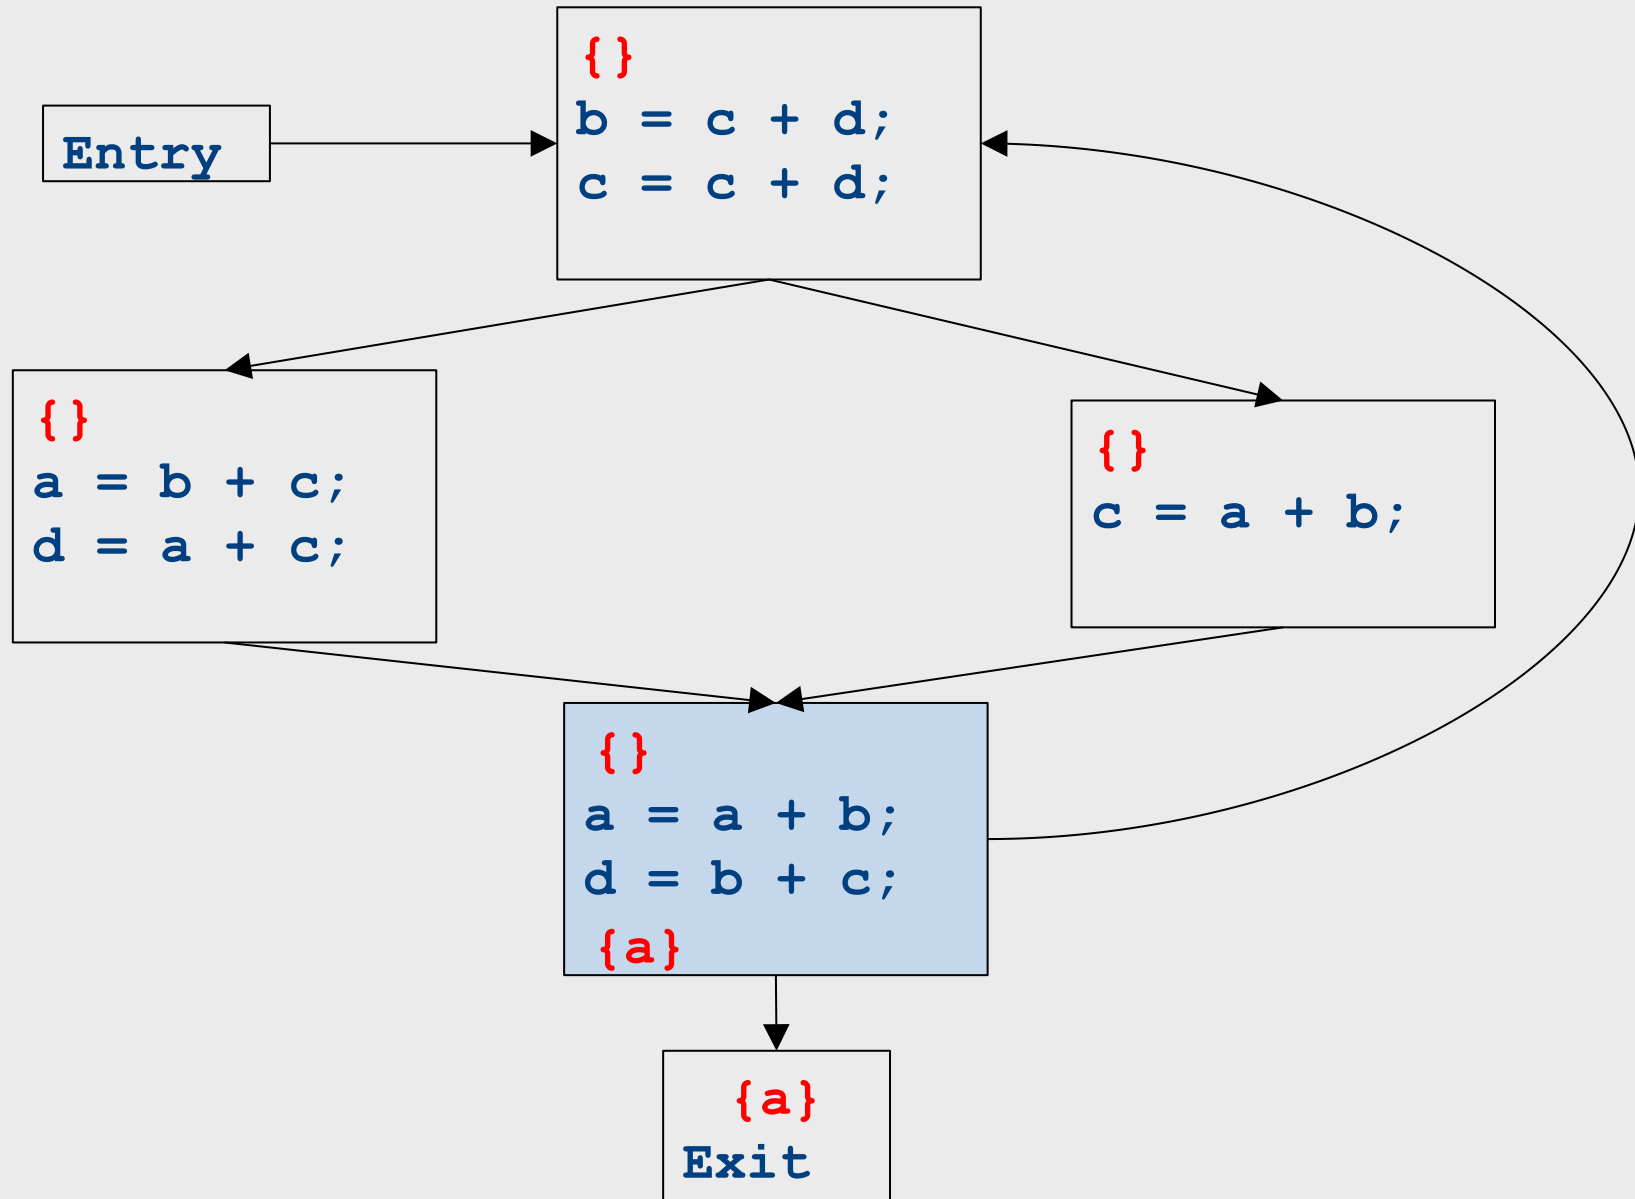 {}
b = c + d;
c = c + d;
Entry
{}
a = b + c;
d = a + c;
{}
c = a + b;
{}
a = a + b;
d = b + c;
{a}
{a}
Exit